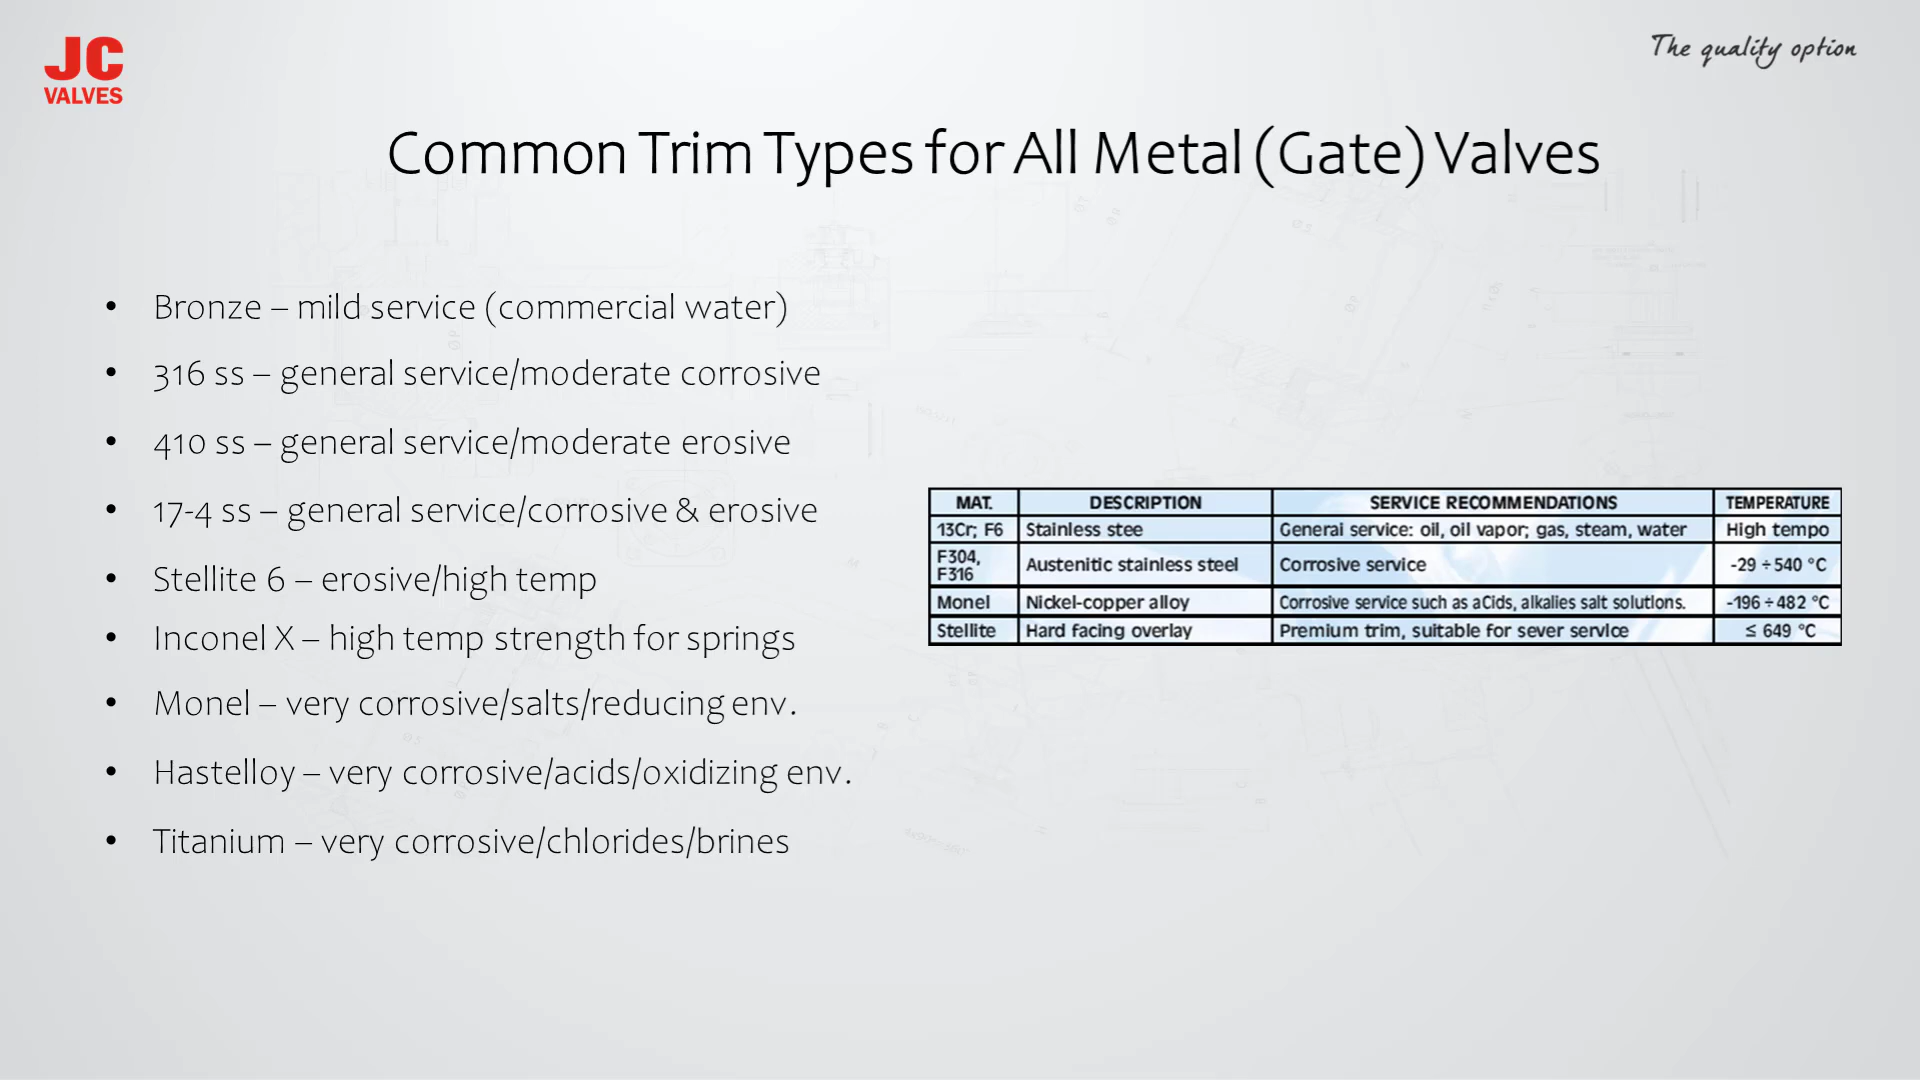 JC
VALVES
The quality option
Common Trim Types for All Metal (Gate) Valves
• Bronze – mild service (commercial water)
• 316 ss – general service/moderate corrosive
• 410 ss – general service/moderate erosive
• 17-4 ss – general service/corrosive & erosive
• Stellite 6 – erosive/high temp
• Inconel X – high temp strength for springs
• Monel – very corrosive/salts/reducing env.
• Hastelloy – very corrosive/acids/oxidizing env.
• Titanium – very corrosive/chlorides/brines
MAT. DESCRIPTION SERVICE RECOMMENDATIONS TEMPERATURE
13Cr; F6 Stainless stee General service: oil, oil vapor; gas, steam, water High tempo
F304,
F316 Austenitic stainless steel Corrosive service -29 ÷ 540 °C
Monel Nickel-copper alloy Corrosive service such as aCids, alkalies salt solutlons. -196 ÷ 482 °C
Stellite Hard facing overlay Premium trim, suitable for sever servlce ≤ 649 °C